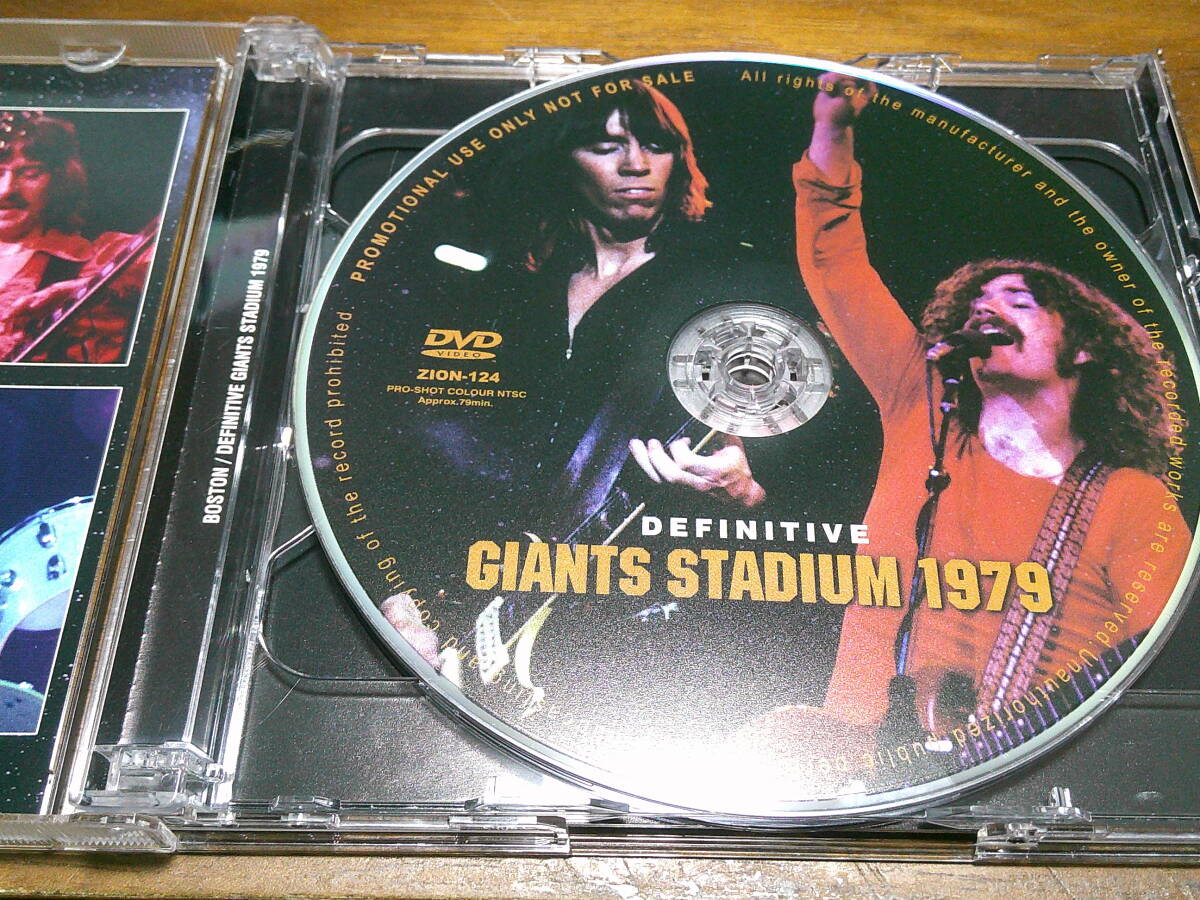 BOSTON / DEFINITIVE GIANTS STADIUM 1979
PROMOTIONAL USE ONLY NOT FOR SALE
All rights of the manufacturer and the owner of the recorded works are reserved. Unauthorized public
and copying of the record prohibited.
DVD
VIDEO
ZION-124
PRO-SHOT COLOUR NTSC
Approx.79min.
DEFINITIVE
GIANTS STADIUM 1979